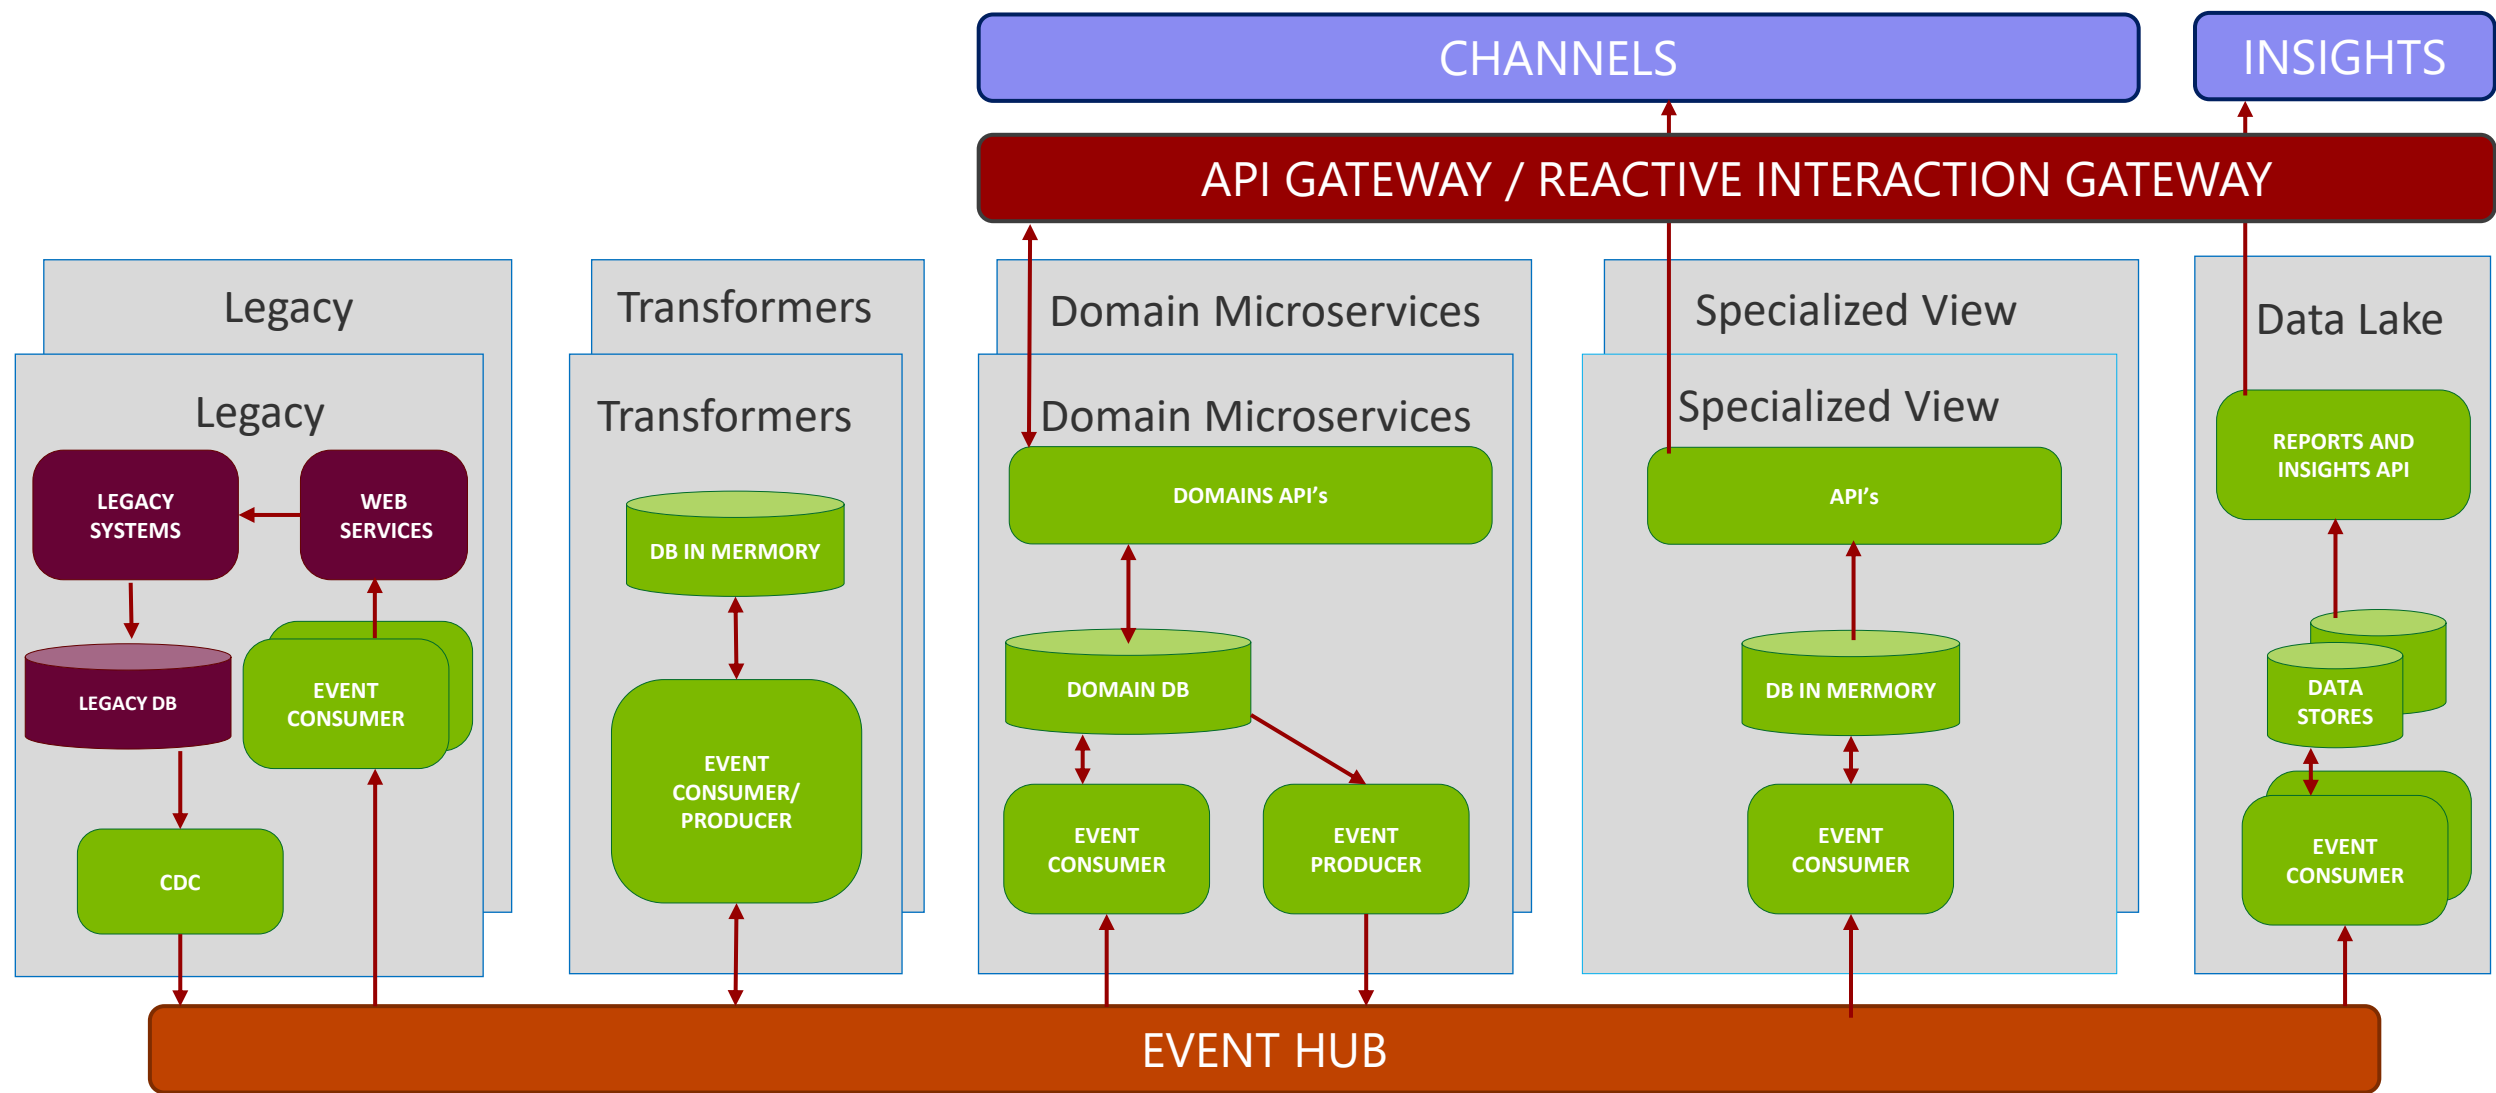 CHANNELS
INSIGHTS
API GATEWAY / REACTIVE INTERACTION GATEWAY
Legacy
Legacy
LEGACY
SYSTEMS
WEB
SERVICES
LEGACY DB
EVENT
CONSUMER
CDC
Transformers
Transformers
DB IN MERMORY
EVENT
CONSUMER/
PRODUCER
Domain Microservices
Domain Microservices
DOMAINS API's
DOMAIN DB
EVENT
CONSUMER
EVENT
PRODUCER
Specialized View
Specialized View
API's
DB IN MERMORY
EVENT
CONSUMER
Data Lake
REPORTS AND
INSIGHTS API
DATA
STORES
EVENT
CONSUMER
EVENT HUB